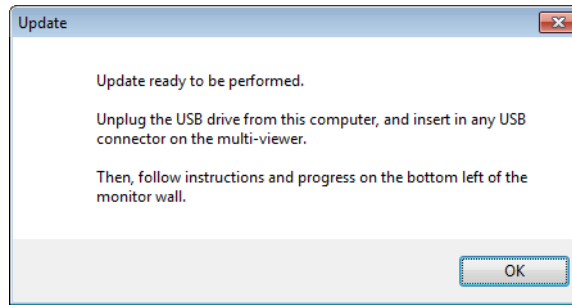 Update
Update ready to be performed.
Unplug the USB drive from this computer, and insert in any USB
connector on the multi-viewer.
Then, follow instructions and progress on the bottom left of the
monitor wall.
OK